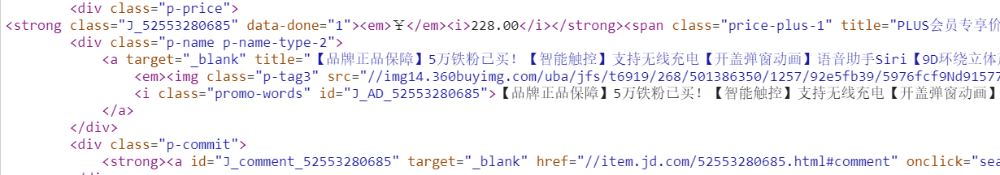 <div class="p-price">
<strong class="J_52553280685" data-done="1"><em>￥</em><i>228.00</i></strong><span class="price-plus-1" title="PLUS会员专享价
<div class="p-name p-name-type-2">
<a target="_blank" title="【品牌正品保障】5万铁粉已买！【智能触控】支持无线充电【开盖弹窗动画】语音助手Siri【9D环绕立体
<em><img class="p-tag3" src="//img14.360buyimg.com/uba/jfs/t6919/268/501386350/1257/92e5fb39/5976fcf9Nd91577
<i class="promo-words" id="J_AD_52553280685">【品牌正品保障】5万铁粉已买！【智能触控】支持无线充电【开盖弹窗动画】
</a>
</div>
<div class="p-commit">
<strong><a id="J_comment_52553280685" target="_blank" href="//item.jd.com/52553280685.html#comment" onclick="sea